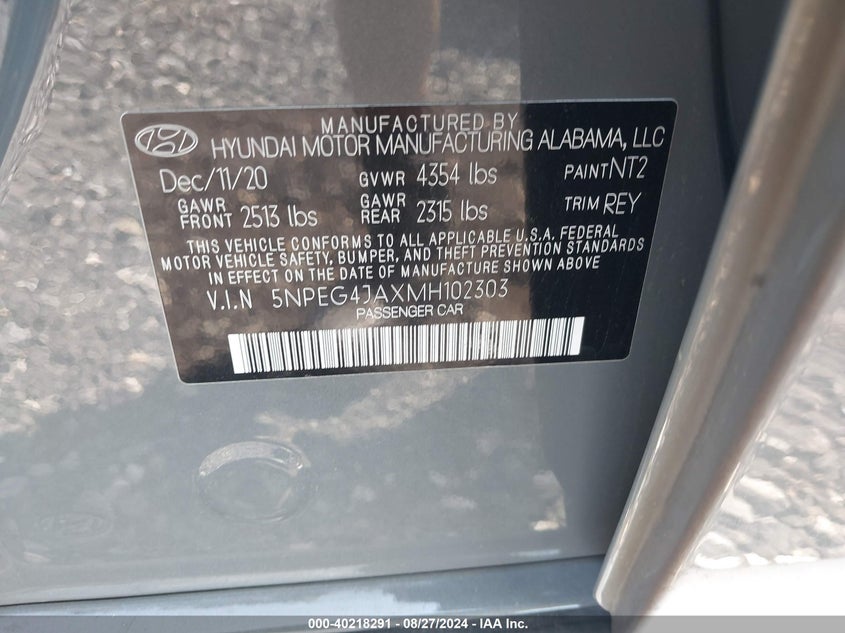 MANUFACTURED BY
HYUNDAI MOTOR MANUFACTURING ALABAMA, LLC
Dec/11/20 GVWR 4354 lbs PAINT NT2
GAWR FRONT 2513 lbs GAWR REAR 2315 lbs TRIM REY
THIS VEHICLE CONFORMS TO ALL APPLICABLE U.S.A. FEDERAL
MOTOR VEHICLE SAFETY, BUMPER, AND THEFT PREVENTION STANDARDS
IN EFFECT ON THE DATE OF MANUFACTURE SHOWN ABOVE.
V.I.N 5NPEG4JAXMH102303
PASSENGER CAR
000-40218291 - 08/27/2024 - IAA Inc.